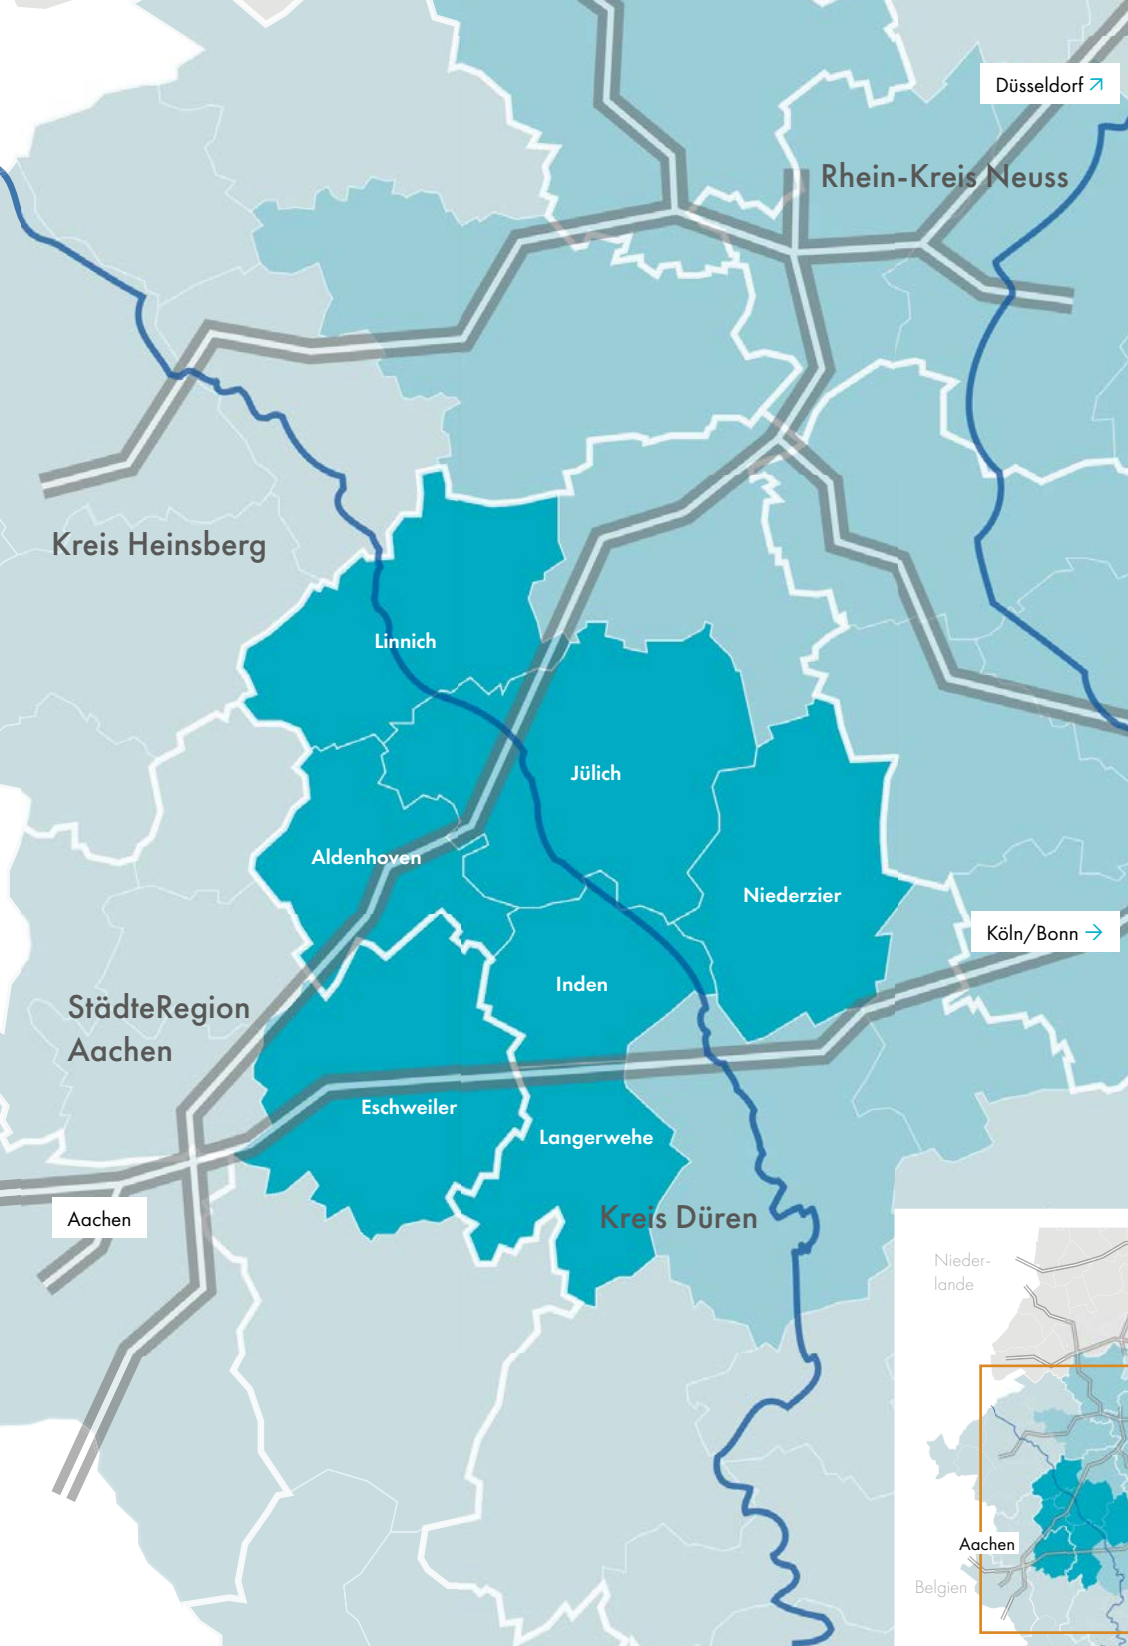 Düsseldorf ↗
Rhein-Kreis Neuss
Kreis Heinsberg
Linnich
Jülich
Aldenhoven
Niederzier
Köln/Bonn →
Inden
StädteRegion
Aachen
Eschweiler
Langerwehe
Kreis Düren
Aachen
Nieder-
lande
Aachen
Belgien